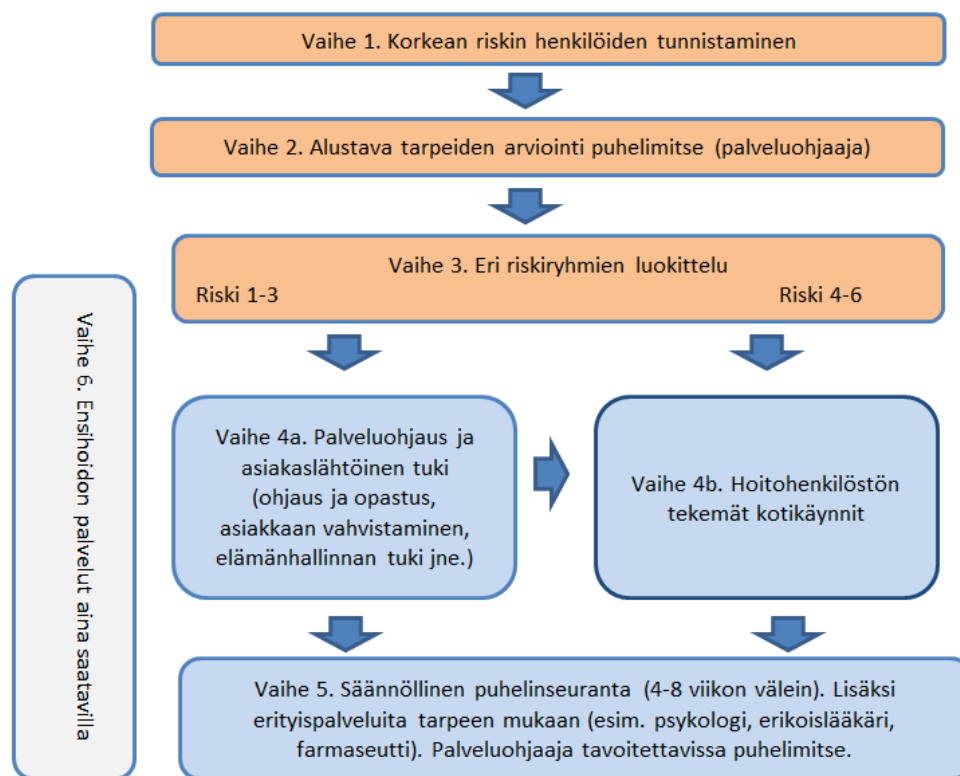 Vaihe 1. Korkean riskin henkilöiden tunnistaminen
Vaihe 2. Alustava tarpeiden arviointi puhelimitse (palveluohjaaja)
Vaihe 3. Eri riskiryhmien luokittelu
Riski 1-3
Riski 4-6
Vaihe 6. Ensihoidon palvelut aina saatavilla
Vaihe 4a. Palveluohjaus ja
asiakaslähtöinen tuki
(ohjaus ja opastus,
asiakkaan vahvistaminen,
elämänhallinnan tuki jne.)
Vaihe 4b. Hoitohenkilöstön
tekemät kotikäynnit
Vaihe 5. Säännöllinen puhelinseuranta (4-8 viikon välein). Lisäksi
erityispalveluita tarpeen mukaan (esim. psykologi, erikoislääkäri,
farmaseutti). Palveluohjaaja tavoitettavissa puhelimitse.